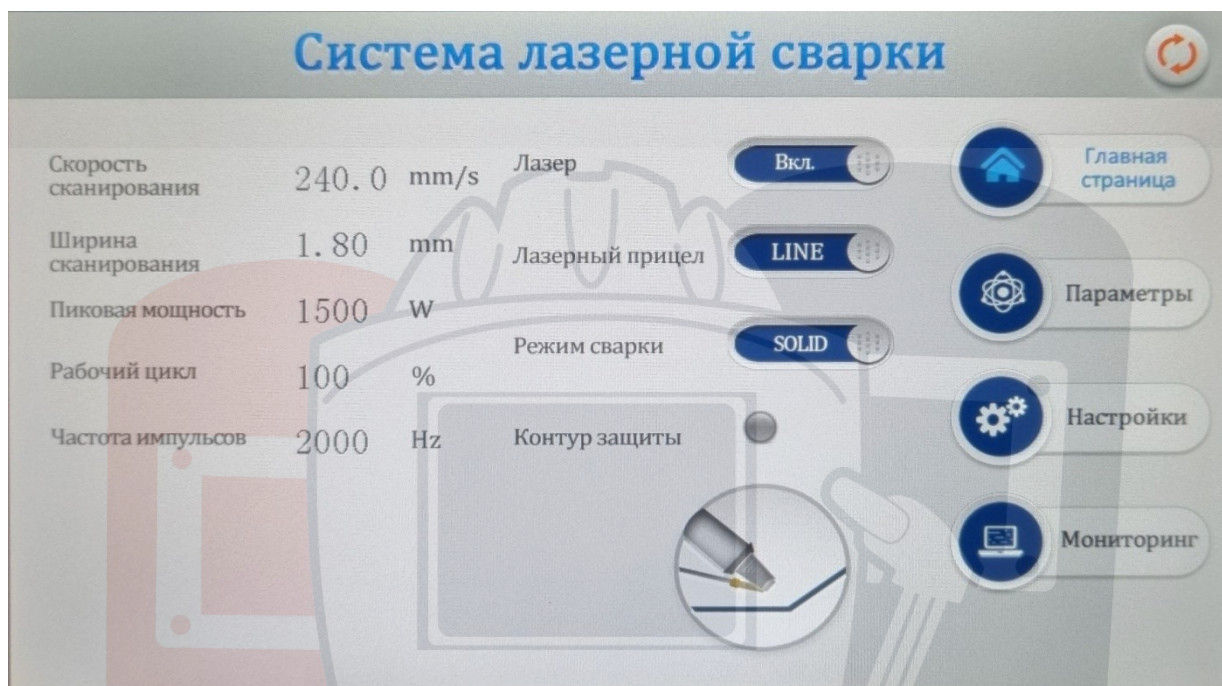 Система лазерной сварки
Скорость
сканирования
240.0 mm/s
Ширина
сканирования
1.80 mm
Пиковая мощность
1500 W
Рабочий цикл
100 %
Частота импульсов
2000 Hz
Лазер
Вкл.
Лазерный прицел
LINE
Режим сварки
SOLID
Контур защиты
Главная
страница
Параметры
Настройки
Мониторинг